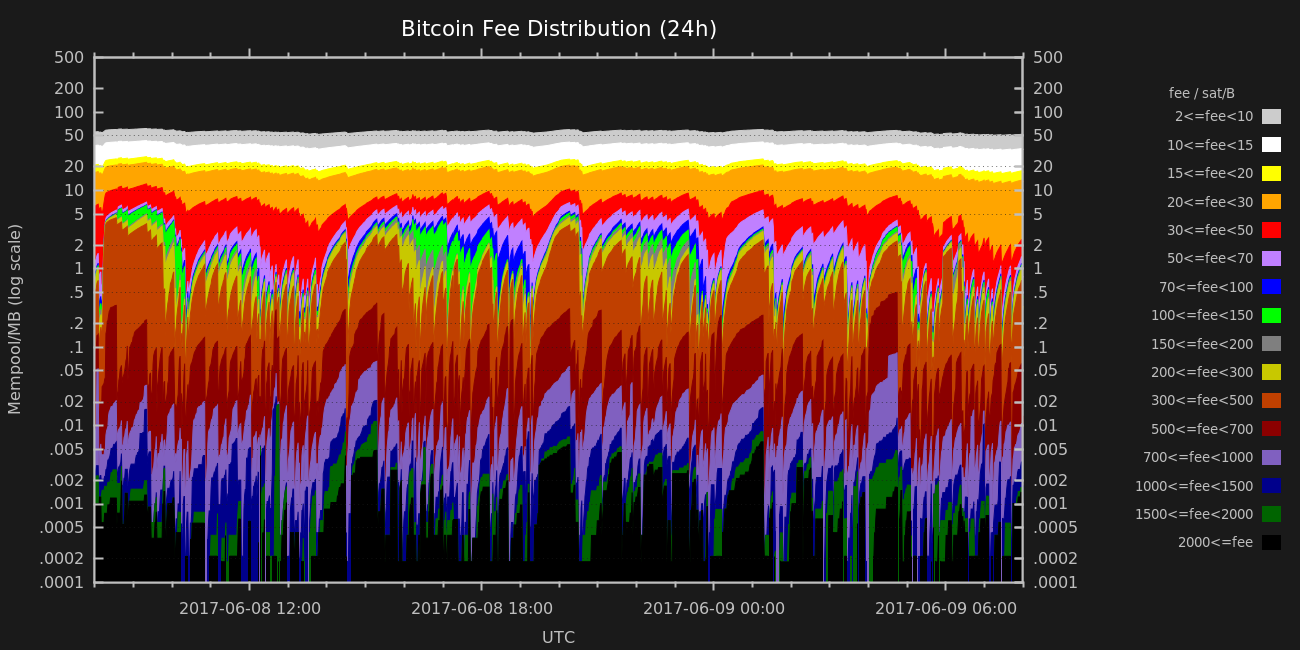 Bitcoin Fee Distribution (24h)
Mempool/MB (log scale)
500
200
100
50
20
10
5
2
1
.5
.2
.1
.05
.02
.01
.005
.002
.001
.0005
.0002
.0001
500
200
100
50
20
10
5
2
1
.5
.2
.1
.05
.02
.01
.005
.002
.001
.0005
.0002
.0001
2017-06-08 12:00
2017-06-08 18:00
2017-06-09 00:00
2017-06-09 06:00
UTC
fee / sat/B
2<=fee<10
10<=fee<15
15<=fee<20
20<=fee<30
30<=fee<50
50<=fee<70
70<=fee<100
100<=fee<150
150<=fee<200
200<=fee<300
300<=fee<500
500<=fee<700
700<=fee<1000
1000<=fee<1500
1500<=fee<2000
2000<=fee